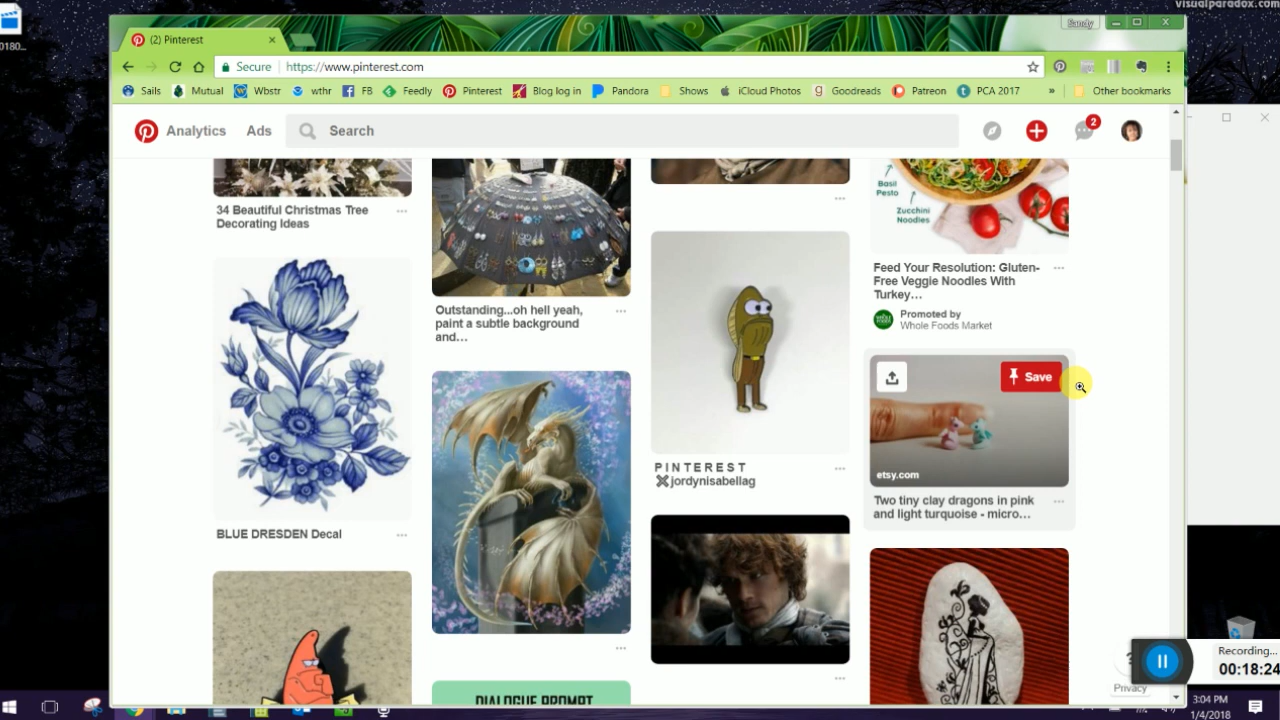 visualparadox.com
0180...
Sandy
(2) Pinterest
Secure
https://www.pinterest.com
Sails
Mutual
Wbstr
wthr
FB
Feedly
Pinterest
Blog log in
Pandora
Shows
iCloud Photos
Goodreads
Patreon
PCA 2017
»
Other bookmarks
Analytics
Ads
Search
2
34 Beautiful Christmas Tree
Decorating Ideas
BLUE DRESDEN Decal
Outstanding...oh hell yeah,
paint a subtle background
and...
DIALOGUE PROMPT
P I N T E R E S T
jordynisabellag
Basil
Pesto
Zucchini
Noodles
Feed Your Resolution: Gluten-
Free Veggie Noodles With
Turkey...
Promoted by
Whole Foods Market
Save
etsy.com
Two tiny clay dragons in pink
and light turquoise - micro...
Privacy
Recording...
00:18:24
3:04 PM
1/4/2018